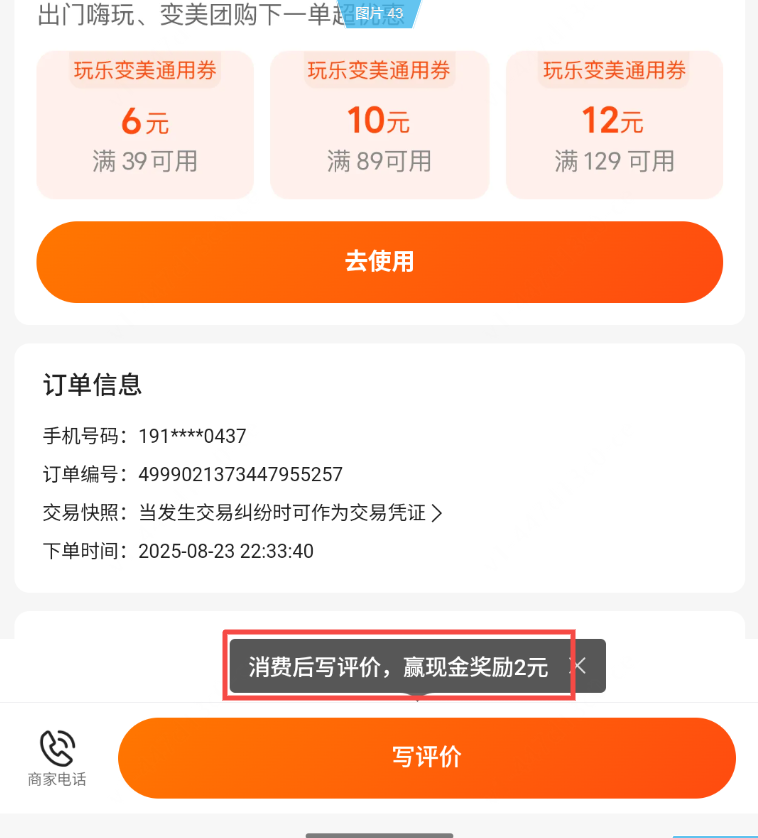 出门嗨玩、变美团购下一单超优惠
图片 43
玩乐变美通用券 玩乐变美通用券 玩乐变美通用券
6元 10元 12元
满 39 可用 满 89可用 满 129 可用
去使用
订单信息
手机号码：191****0437
订单编号：4999021373447955257
交易快照：当发生交易纠纷时可作为交易凭证
下单时间：2025-08-23 22:33:40
消费后写评价，赢现金奖励2元
写评价
商家电话